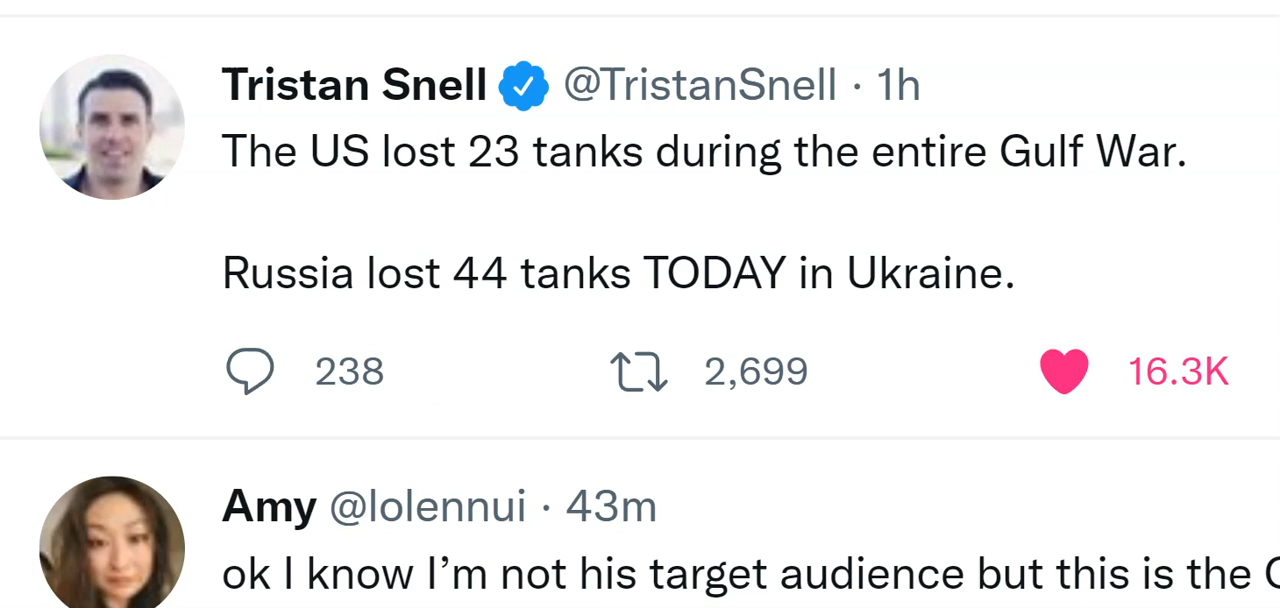 Tristan Snell @TristanSnell · 1h
The US lost 23 tanks during the entire Gulf War.
Russia lost 44 tanks TODAY in Ukraine.
238 2,699 16.3K
Amy @lolennui · 43m
ok I know I’m not his target audience but this is the